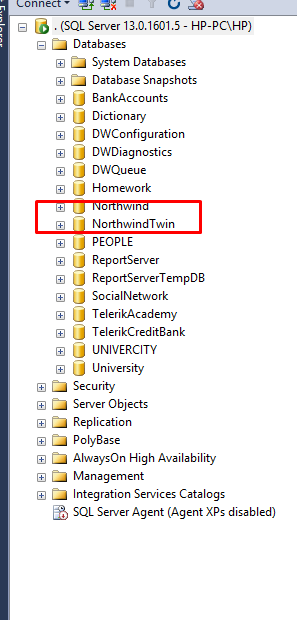 Connect
. (SQL Server 13.0.1601.5 - HP-PC\HP)
Databases
System Databases
Database Snapshots
BankAccounts
Dictionary
DWConfiguration
DWDiagnostics
DWQueue
Homework
Northwind
NorthwindTwin
PEOPLE
ReportServer
ReportServerTempDB
SocialNetwork
TelerikAcademy
TelerikCreditBank
UNIVERCITY
University
Security
Server Objects
Replication
PolyBase
AlwaysOn High Availability
Management
Integration Services Catalogs
SQL Server Agent (Agent XPs disabled)